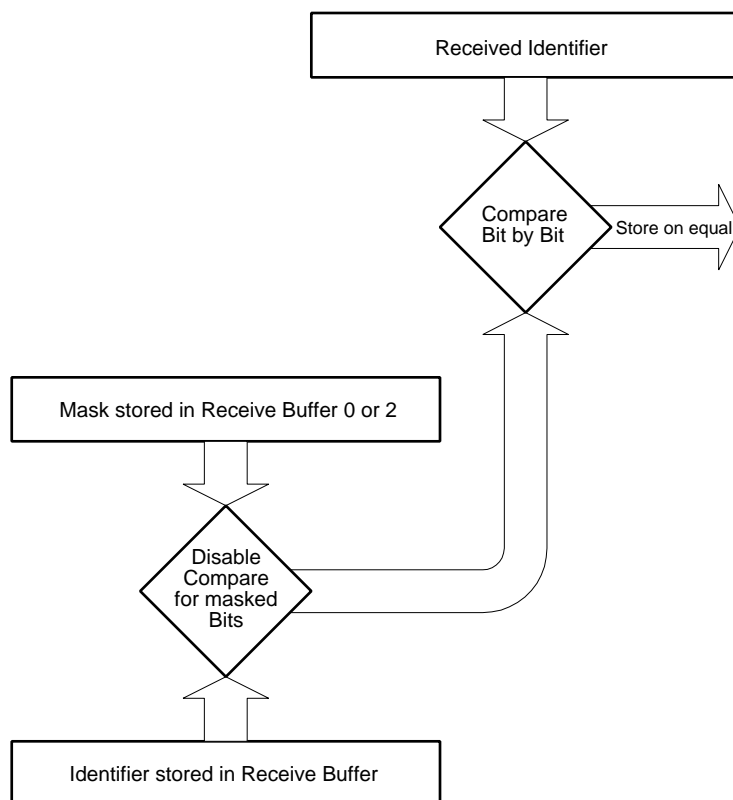 Received Identifier
Compare
Bit by Bit
Store on equal
Mask stored in Receive Buffer 0 or 2
Disable
Compare
for masked
Bits
Identifier stored in Receive Buffer